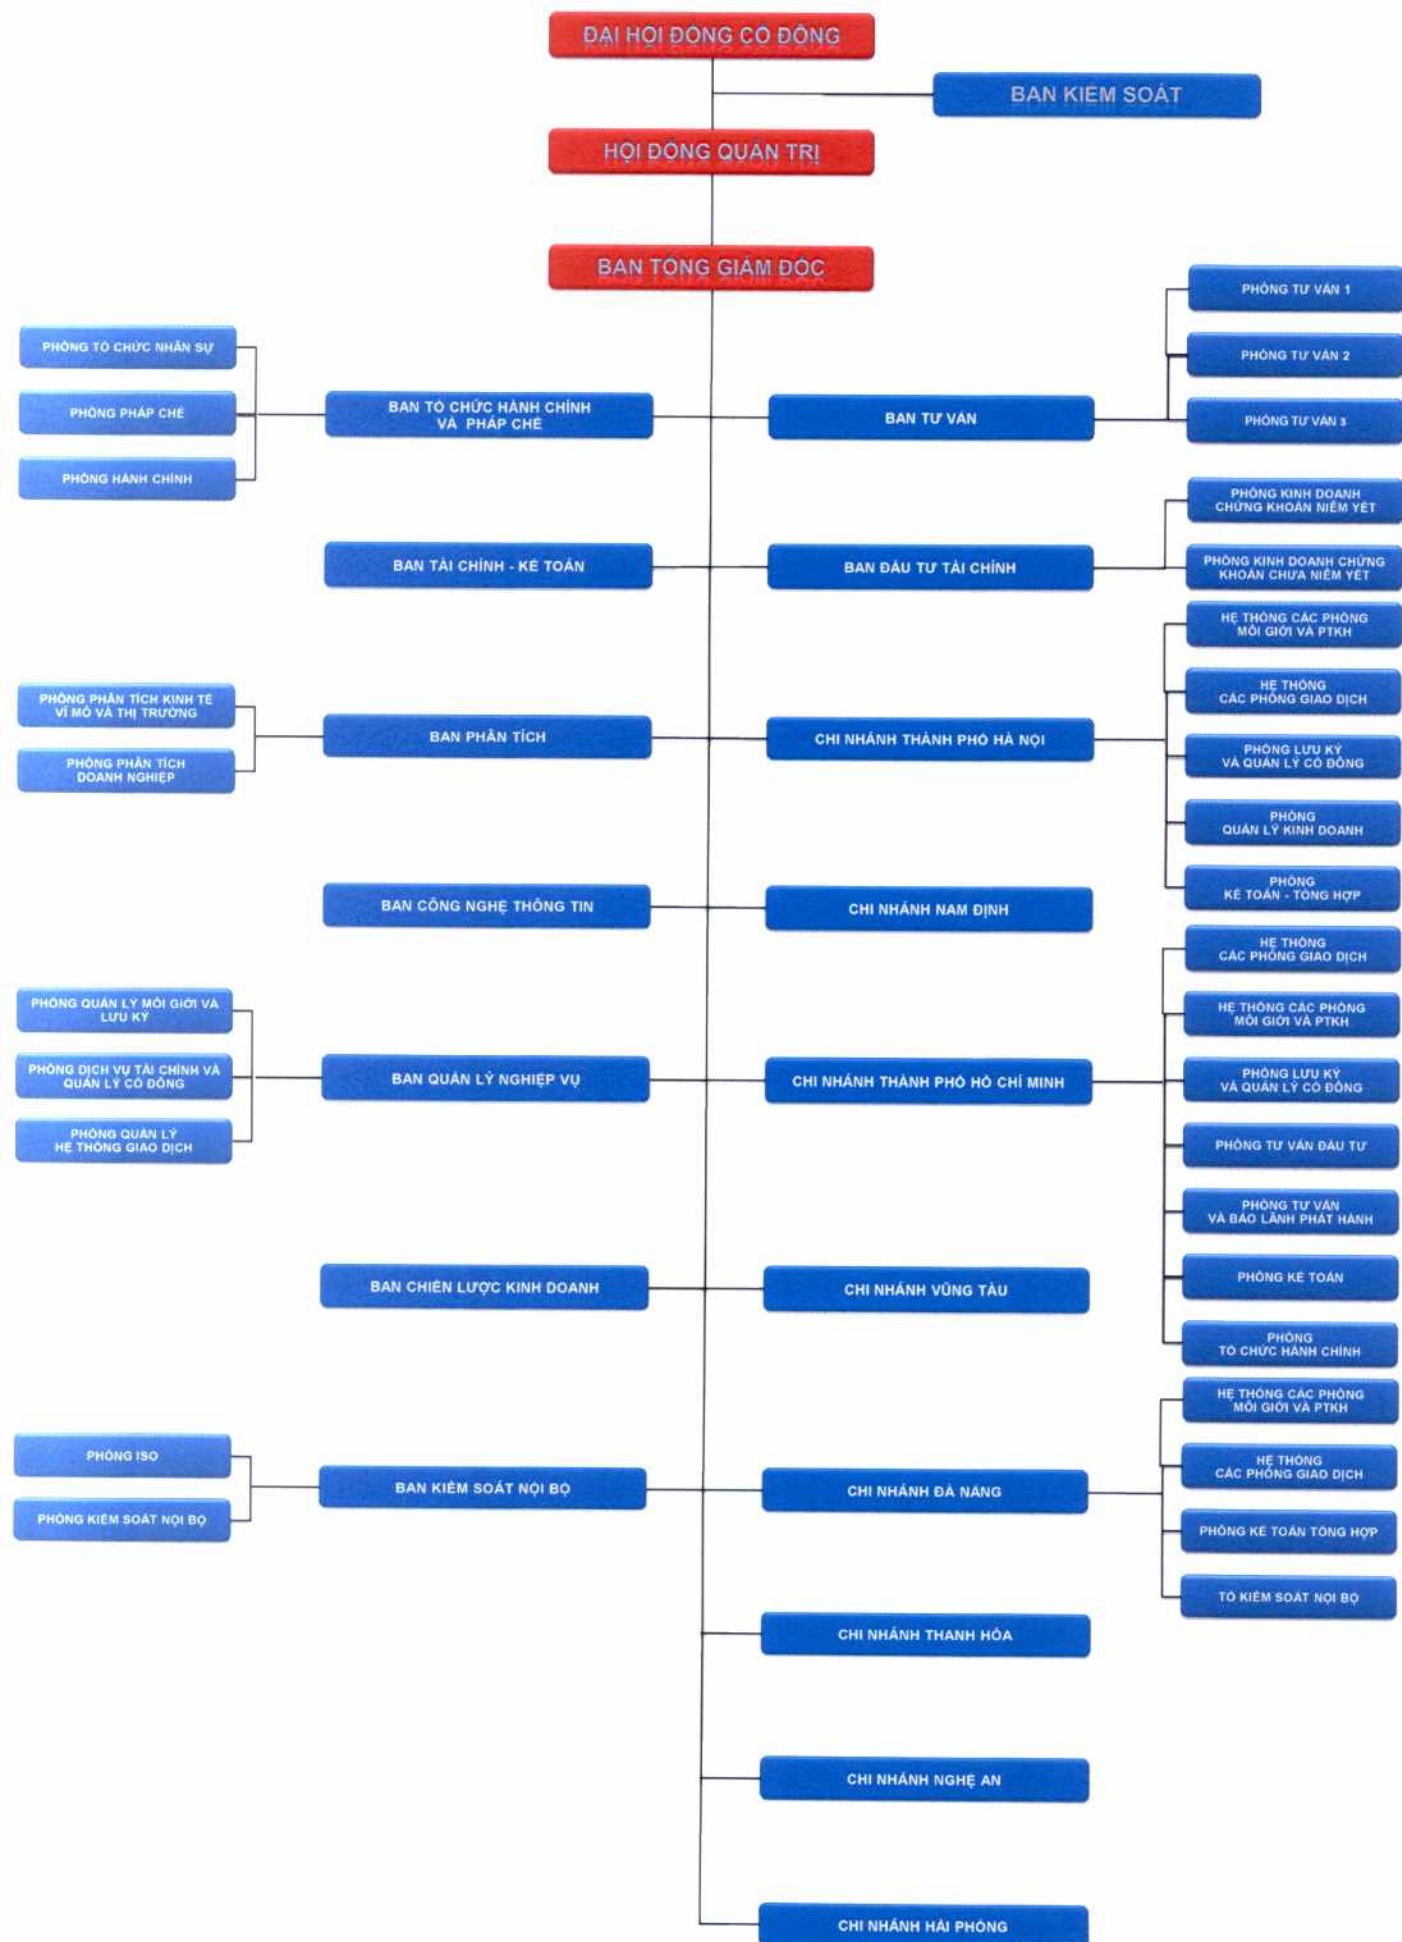 ĐẠI HỘI ĐỒNG CỔ ĐÔNG
BAN KIỂM SOÁT
HỘI ĐỒNG QUẢN TRỊ
BAN TỔNG GIÁM ĐỐC
PHÒNG TỔ CHỨC NHÂN SỰ
PHÒNG PHÁP CHẾ
PHÒNG HÀNH CHÍNH
BAN TỔ CHỨC HÀNH CHÍNH
VÀ PHÁP CHẾ
BAN TƯ VẤN
PHÒNG TƯ VẤN 1
PHÒNG TƯ VẤN 2
PHÒNG TƯ VẤN 3
BAN TÀI CHÍNH - KẾ TOÁN
BAN ĐẦU TƯ TÀI CHÍNH
PHÒNG KINH DOANH
CHỨNG KHOÁN NIÊM YẾT
PHÒNG KINH DOANH CHỨNG
KHOÁN CHƯA NIÊM YẾT
PHÒNG PHÂN TÍCH KINH TẾ
VĨ MÔ VÀ THỊ TRƯỜNG
PHÒNG PHÂN TÍCH
DOANH NGHIỆP
BAN PHÂN TÍCH
CHI NHÁNH THÀNH PHỐ HÀ NỘI
HỆ THỐNG CÁC PHÒNG
MÔI GIỚI VÀ PTKH
HỆ THỐNG
CÁC PHÒNG GIAO DỊCH
PHÒNG LƯU KÝ
VÀ QUẢN LÝ CỔ ĐÔNG
PHÒNG
QUẢN LÝ KINH DOANH
PHÒNG
KẾ TOÁN - TỔNG HỢP
BAN CÔNG NGHỆ THÔNG TIN
CHI NHÁNH NAM ĐỊNH
PHÒNG QUẢN LÝ MÔI GIỚI VÀ
LƯU KÝ
PHÒNG DỊCH VỤ TÀI CHÍNH VÀ
QUẢN LÝ CỔ ĐÔNG
PHÒNG QUẢN LÝ
HỆ THỐNG GIAO DỊCH
BAN QUẢN LÝ NGHIỆP VỤ
CHI NHÁNH THÀNH PHỐ HỒ CHÍ MINH
HỆ THỐNG
CÁC PHÒNG GIAO DỊCH
HỆ THỐNG CÁC PHÒNG
MÔI GIỚI VÀ PTKH
PHÒNG LƯU KÝ
VÀ QUẢN LÝ CỔ ĐÔNG
PHÒNG TƯ VẤN ĐẦU TƯ
PHÒNG TƯ VẤN
VÀ BẢO LÃNH PHÁT HÀNH
PHÒNG KẾ TOÁN
PHÒNG
TỔ CHỨC HÀNH CHÍNH
BAN CHIẾN LƯỢC KINH DOANH
CHI NHÁNH VŨNG TÀU
PHÒNG ISO
PHÒNG KIỂM SOÁT NỘI BỘ
BAN KIỂM SOÁT NỘI BỘ
CHI NHÁNH ĐÀ NẴNG
HỆ THỐNG CÁC PHÒNG
MÔI GIỚI VÀ PTKH
HỆ THỐNG
CÁC PHÒNG GIAO DỊCH
PHÒNG KẾ TOÁN TỔNG HỢP
TỔ KIỂM SOÁT NỘI BỘ
CHI NHÁNH THANH HÓA
CHI NHÁNH NGHỆ AN
CHI NHÁNH HẢI PHÒNG